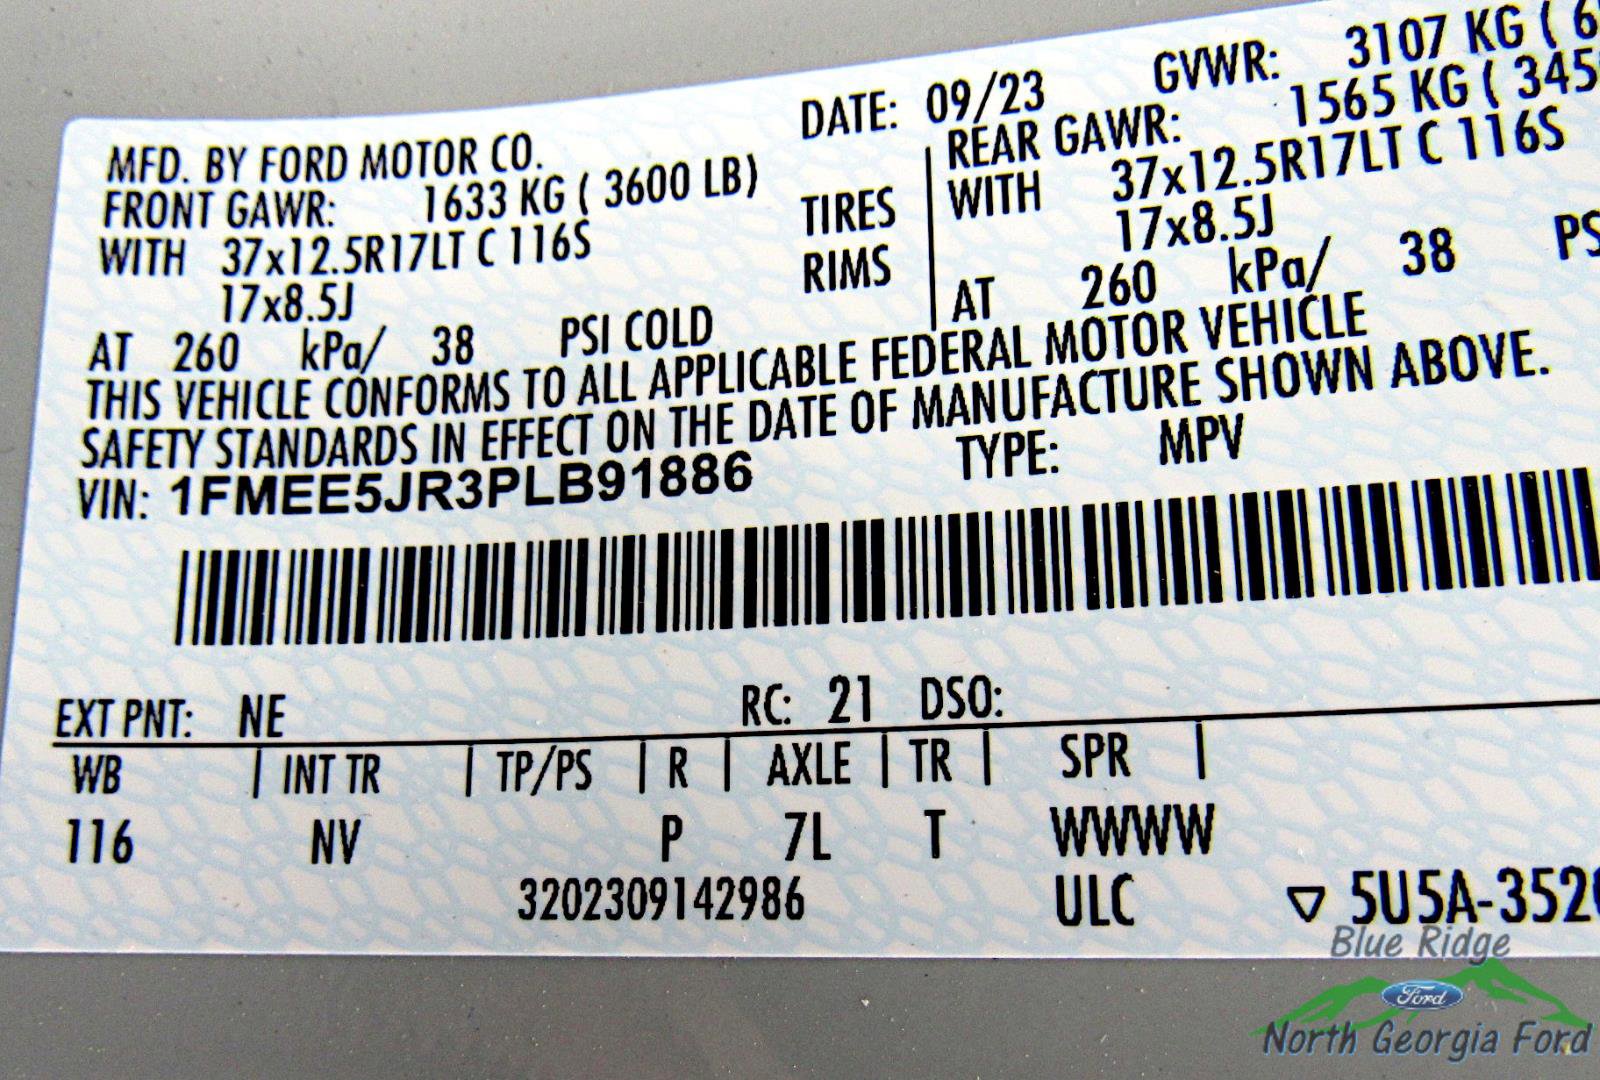 MFD. BY FORD MOTOR CO. DATE: 09/23 GVWR: 3107 KG (
FRONT GAWR: 1633 KG ( 3600 LB) REAR GAWR: 1565 KG (
WITH 37x12.5R17LT C 116S TIRES WITH 37x12.5R17LT C 116S
17x8.5J RIMS 17x8.5J
AT 260 kPa/ 38 PSI COLD AT 260 kPa/ 38
THIS VEHICLE CONFORMS TO ALL APPLICABLE FEDERAL MOTOR VEHICLE
SAFETY STANDARDS IN EFFECT ON THE DATE OF MANUFACTURE SHOWN ABOVE.
VIN: 1FMEE5JR3PLB91886 TYPE: MPV
EXT PNT: NE RC: 21 DSO:
WB | INT TR | TP/PS | R | AXLE | TR | SPR |
116 NV P 7L T WWWW
3202309142986 ULC ▽ 5U5A-352
Blue Ridge
Ford
North Georgia Ford